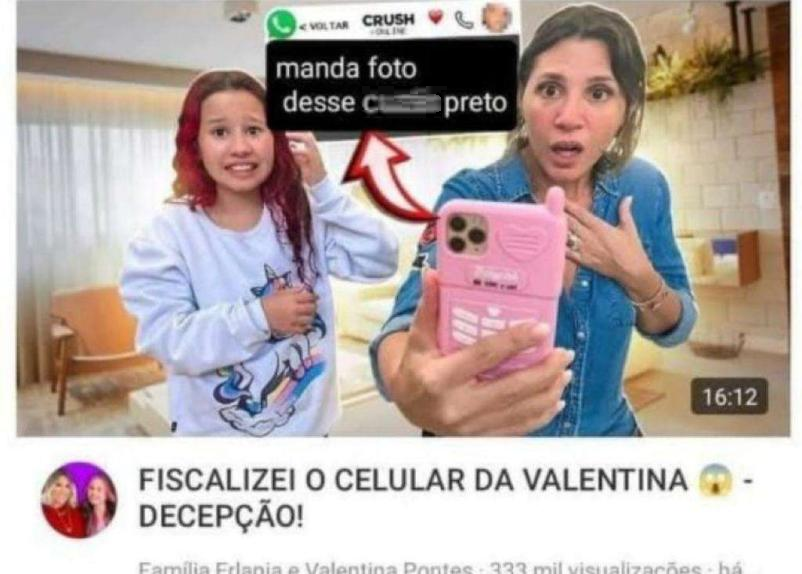 < VOLTAR CRUSH
ONLINE
manda foto
desse preto
16:12
FISCALIZEI O CELULAR DA VALENTINA 😱 -
DECEPÇÃO!
Família Erlania e Valentina Pontes · 333 mil visualizações · há